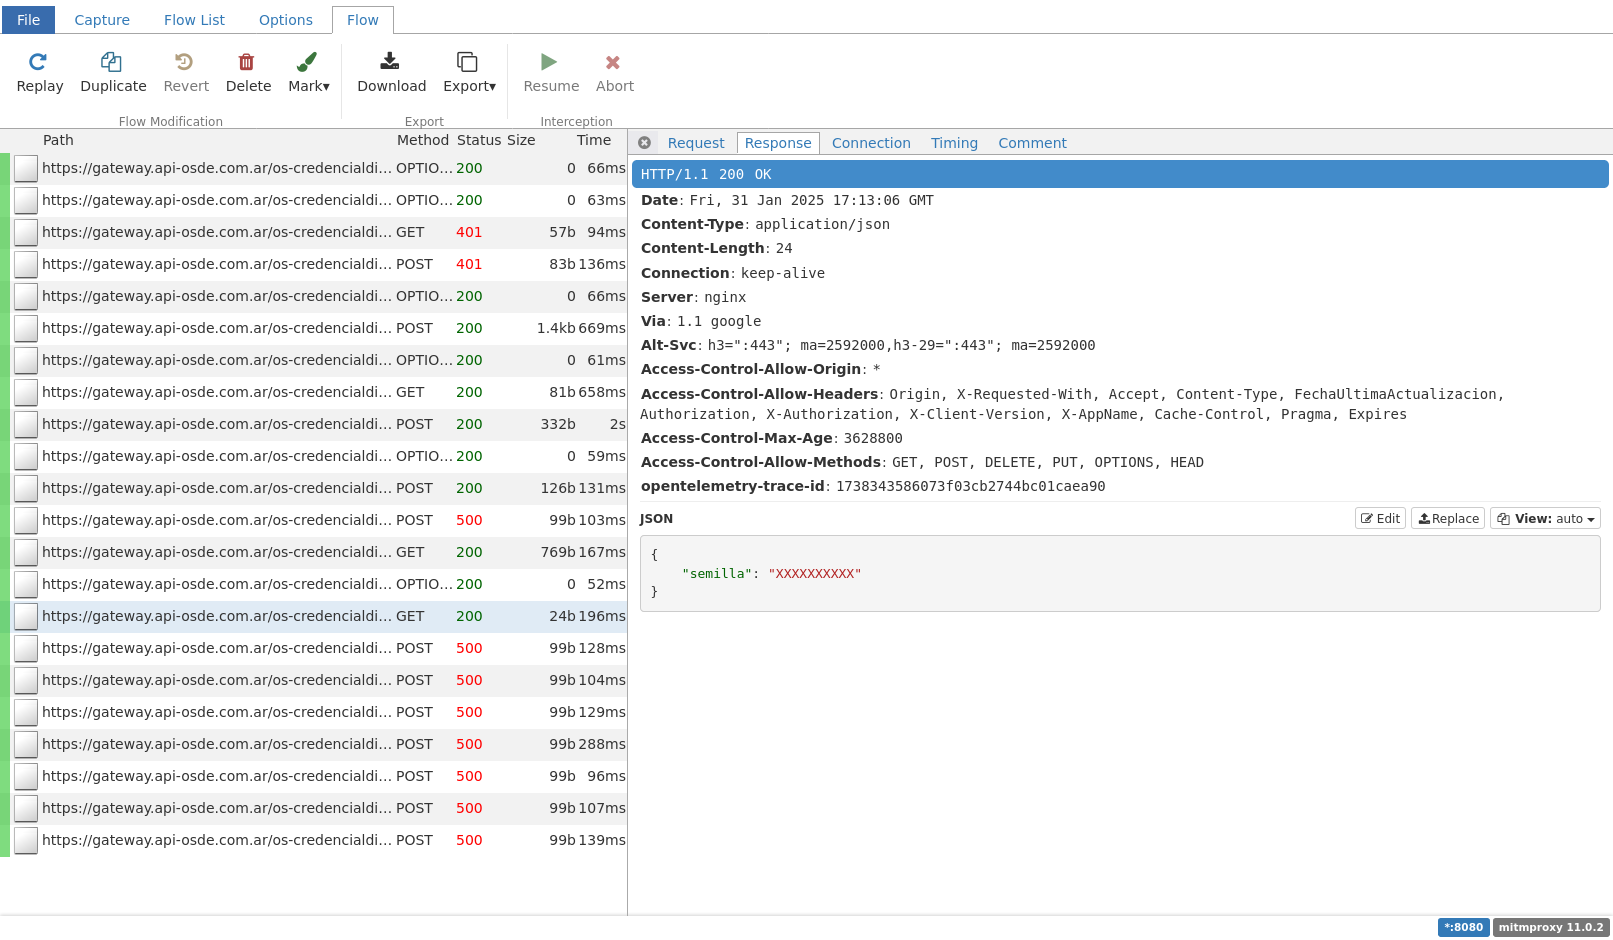 File Capture Flow List Options Flow
Replay Duplicate Revert Delete Mark▾ Download Export▾ Resume Abort
Flow Modification Export Interception
Path Method Status Size Time
https://gateway.api-osde.com.ar/os-credencialdi... OPTIO... 200 0 66ms
https://gateway.api-osde.com.ar/os-credencialdi... OPTIO... 200 0 63ms
https://gateway.api-osde.com.ar/os-credencialdi... GET 401 57b 94ms
https://gateway.api-osde.com.ar/os-credencialdi... POST 401 83b 136ms
https://gateway.api-osde.com.ar/os-credencialdi... OPTIO... 200 0 66ms
https://gateway.api-osde.com.ar/os-credencialdi... POST 200 1.4kb 669ms
https://gateway.api-osde.com.ar/os-credencialdi... OPTIO... 200 0 61ms
https://gateway.api-osde.com.ar/os-credencialdi... GET 200 81b 658ms
https://gateway.api-osde.com.ar/os-credencialdi... POST 200 332b 2s
https://gateway.api-osde.com.ar/os-credencialdi... OPTIO... 200 0 59ms
https://gateway.api-osde.com.ar/os-credencialdi... POST 200 126b 131ms
https://gateway.api-osde.com.ar/os-credencialdi... POST 500 99b 103ms
https://gateway.api-osde.com.ar/os-credencialdi... GET 200 769b 167ms
https://gateway.api-osde.com.ar/os-credencialdi... OPTIO... 200 0 52ms
https://gateway.api-osde.com.ar/os-credencialdi... GET 200 24b 196ms
https://gateway.api-osde.com.ar/os-credencialdi... POST 500 99b 128ms
https://gateway.api-osde.com.ar/os-credencialdi... POST 500 99b 104ms
https://gateway.api-osde.com.ar/os-credencialdi... POST 500 99b 129ms
https://gateway.api-osde.com.ar/os-credencialdi... POST 500 99b 288ms
https://gateway.api-osde.com.ar/os-credencialdi... POST 500 99b 96ms
https://gateway.api-osde.com.ar/os-credencialdi... POST 500 99b 107ms
https://gateway.api-osde.com.ar/os-credencialdi... POST 500 99b 139ms
Request Response Connection Timing Comment
HTTP/1.1 200 OK
Date: Fri, 31 Jan 2025 17:13:06 GMT
Content-Type: application/json
Content-Length: 24
Connection: keep-alive
Server: nginx
Via: 1.1 google
Alt-Svc: h3=":443"; ma=2592000,h3-29=":443"; ma=2592000
Access-Control-Allow-Origin: *
Access-Control-Allow-Headers: Origin, X-Requested-With, Accept, Content-Type, FechaUltimaActualizacion,
Authorization, X-Authorization, X-Client-Version, X-AppName, Cache-Control, Pragma, Expires
Access-Control-Max-Age: 3628800
Access-Control-Allow-Methods: GET, POST, DELETE, PUT, OPTIONS, HEAD
opentelemetry-trace-id: 1738343586073f03cb2744bc01caea90
JSON Edit Replace View: auto
{
"semilla": "XXXXXXXXXX"
}
*:8080 mitmproxy 11.0.2